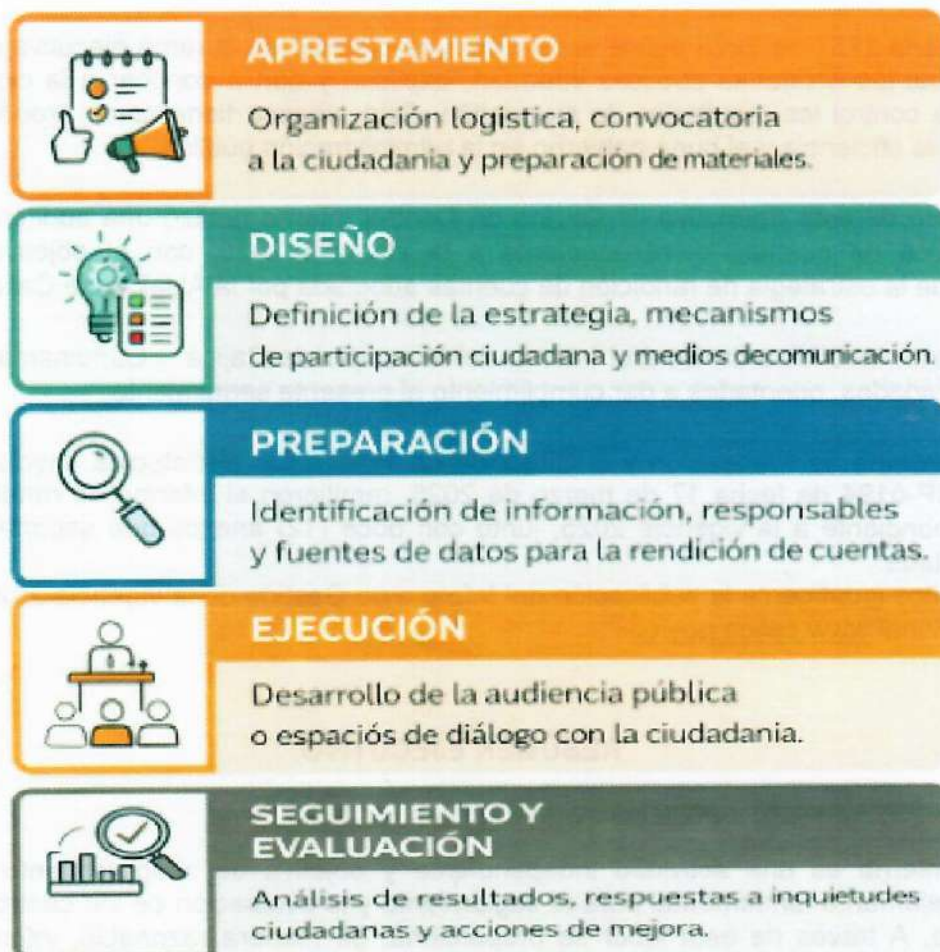 APRESTAMIENTO
Organización logistica, convocatoria
a la ciudadania y preparación de materiales.
DISEÑO
Definición de la estrategia, mecanismos
de participación ciudadana y medios decomunicación.
PREPARACIÓN
Identificación de información, responsables
y fuentes de datos para la rendición de cuentas.
EJECUCIÓN
Desarrollo de la audiencia pública
o espaciós de diálogo con la ciudadania.
SEGUIMIENTO Y
EVALUACIÓN
Análisis de resultados, respuestas a inquietudes
ciudadanas y acciones de mejora.